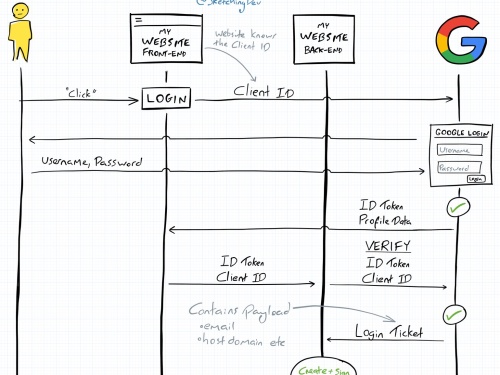 @SketchingDev
MY
WEBSITE
FRONT-END
website knows
the Client ID
MY
WEBSITE
BACK-END
"Click"
LOGIN
Client ID
GOOGLE LOGIN
Username
Password
Login
Username, Password
ID Token
Profile Data
VERIFY
ID Token
Client ID
ID Token
Client ID
Contains Payload
• email
• host domain etc
Login Ticket
Create + Sign